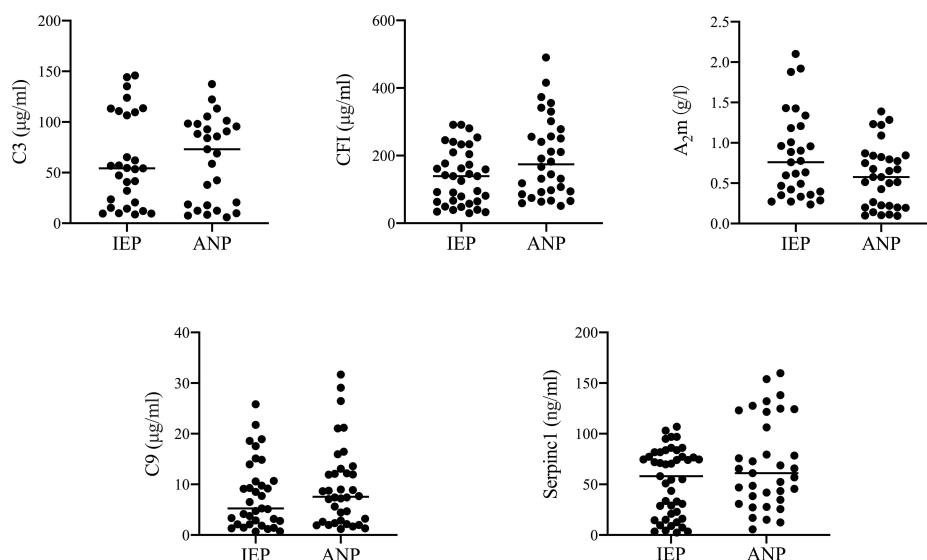 200
150
100
50
0
C3 (μg/ml)
IEP
ANP
600
400
200
0
CFI (μg/ml)
IEP
ANP
2.5
2.0
1.5
1.0
0.5
0.0
A₂m (g/l)
IEP
ANP
40
30
20
10
0
C9 (μg/ml)
IEP
ANP
200
150
100
50
0
Serpinc1 (ng/ml)
IEP
ANP